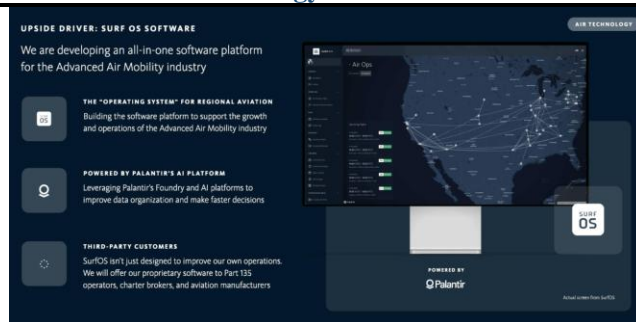 UPSIDE DRIVER: SURF OS SOFTWARE
AIR TECHNOLOGY
We are developing an all-in-one software platform
for the Advanced Air Mobility industry
THE "OPERATING SYSTEM" FOR REGIONAL AVIATION
Building the software platform to support the growth
and operations of the Advanced Air Mobility industry
OS
POWERED BY PALANTIR'S AI PLATFORM
Leveraging Palantir's Foundry and AI platforms to
improve data organization and make faster decisions
THIRD-PARTY CUSTOMERS
SurfOS isn't just designed to improve our own operations.
We will offer our proprietary software to Part 135
operators, charter brokers, and aviation manufacturers
Air Ops
SURF
OS
POWERED BY
Palantir
Actual screen from SurfOS